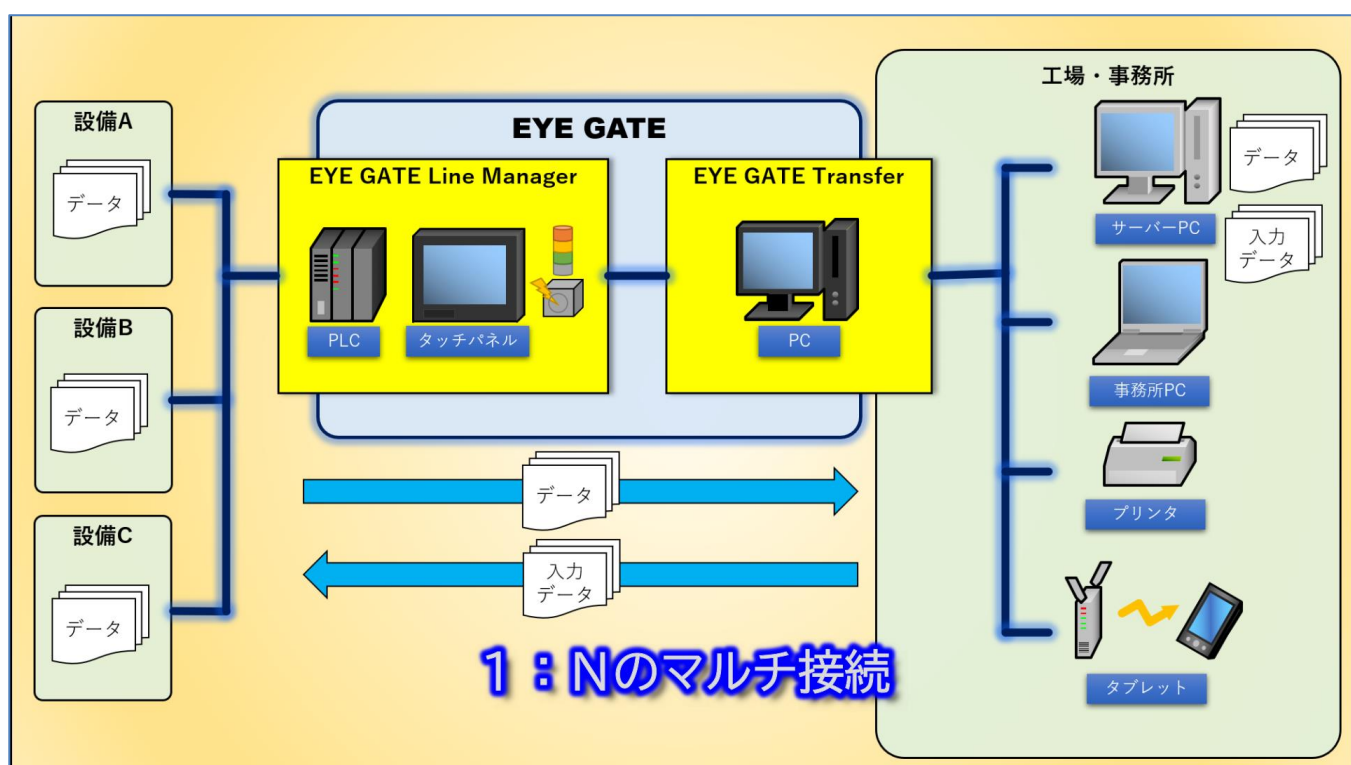 設備A
データ
設備B
データ
設備C
データ
EYE GATE
EYE GATE Line Manager
PLC
タッチパネル
EYE GATE Transfer
PC
データ
入力
データ
1：Nのマルチ接続
工場・事務所
サーバーPC
データ
入力
データ
事務所PC
プリンタ
タブレット